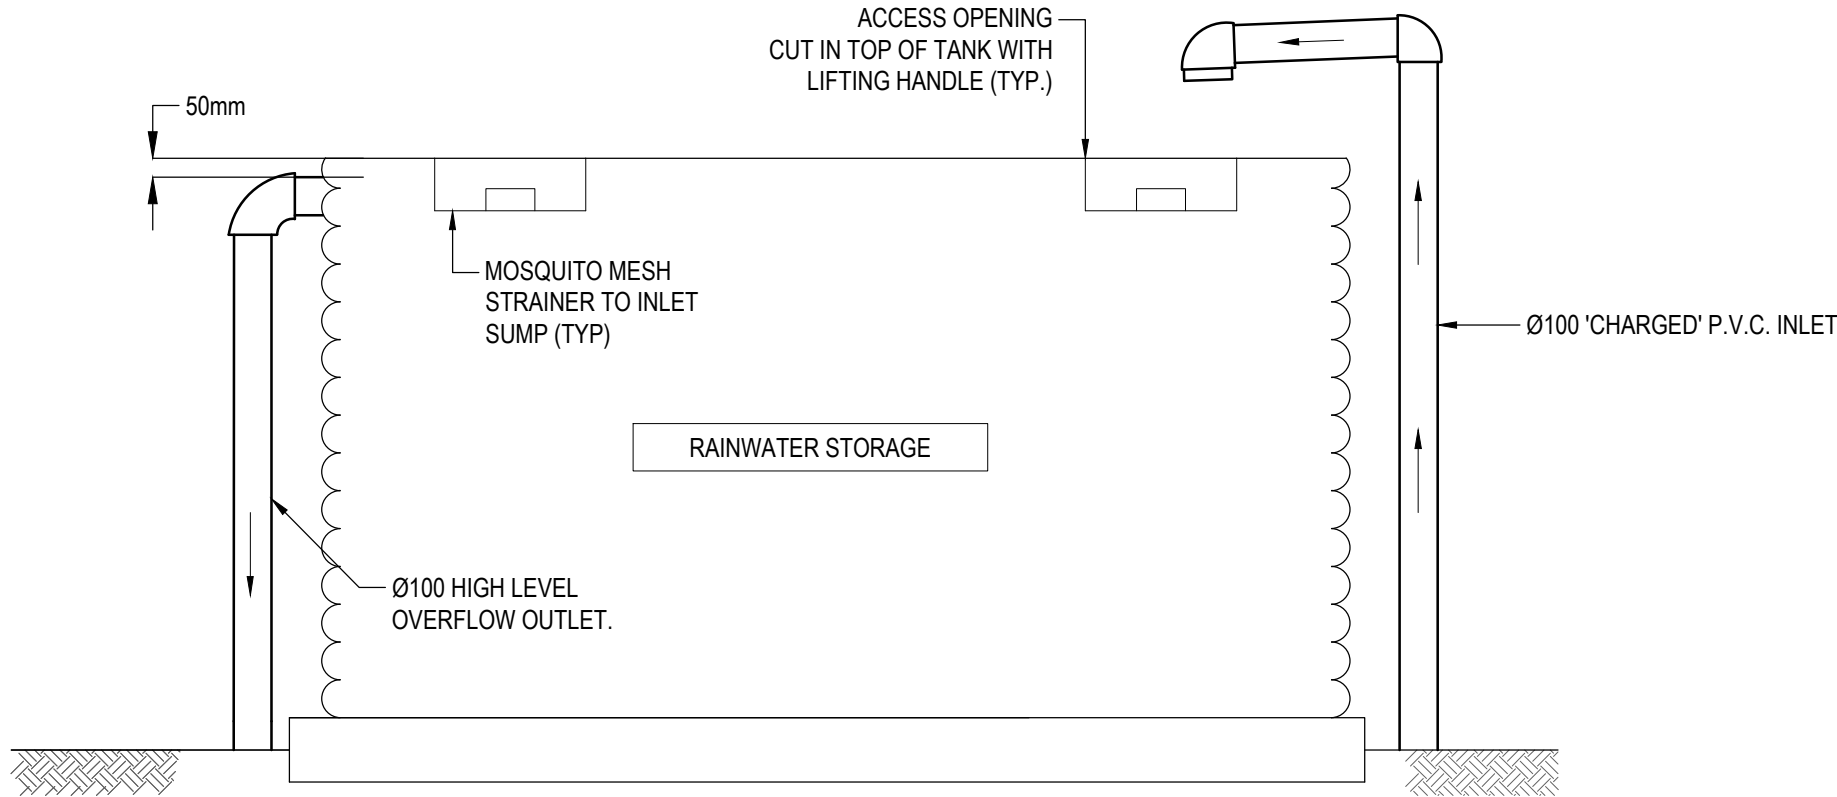 ACCESS OPENING
CUT IN TOP OF TANK WITH
LIFTING HANDLE (TYP.)
50mm
MOSQUITO MESH
STRAINER TO INLET
SUMP (TYP)
Ø100 'CHARGED' P.V.C. INLET
RAINWATER STORAGE
Ø100 HIGH LEVEL
OVERFLOW OUTLET.